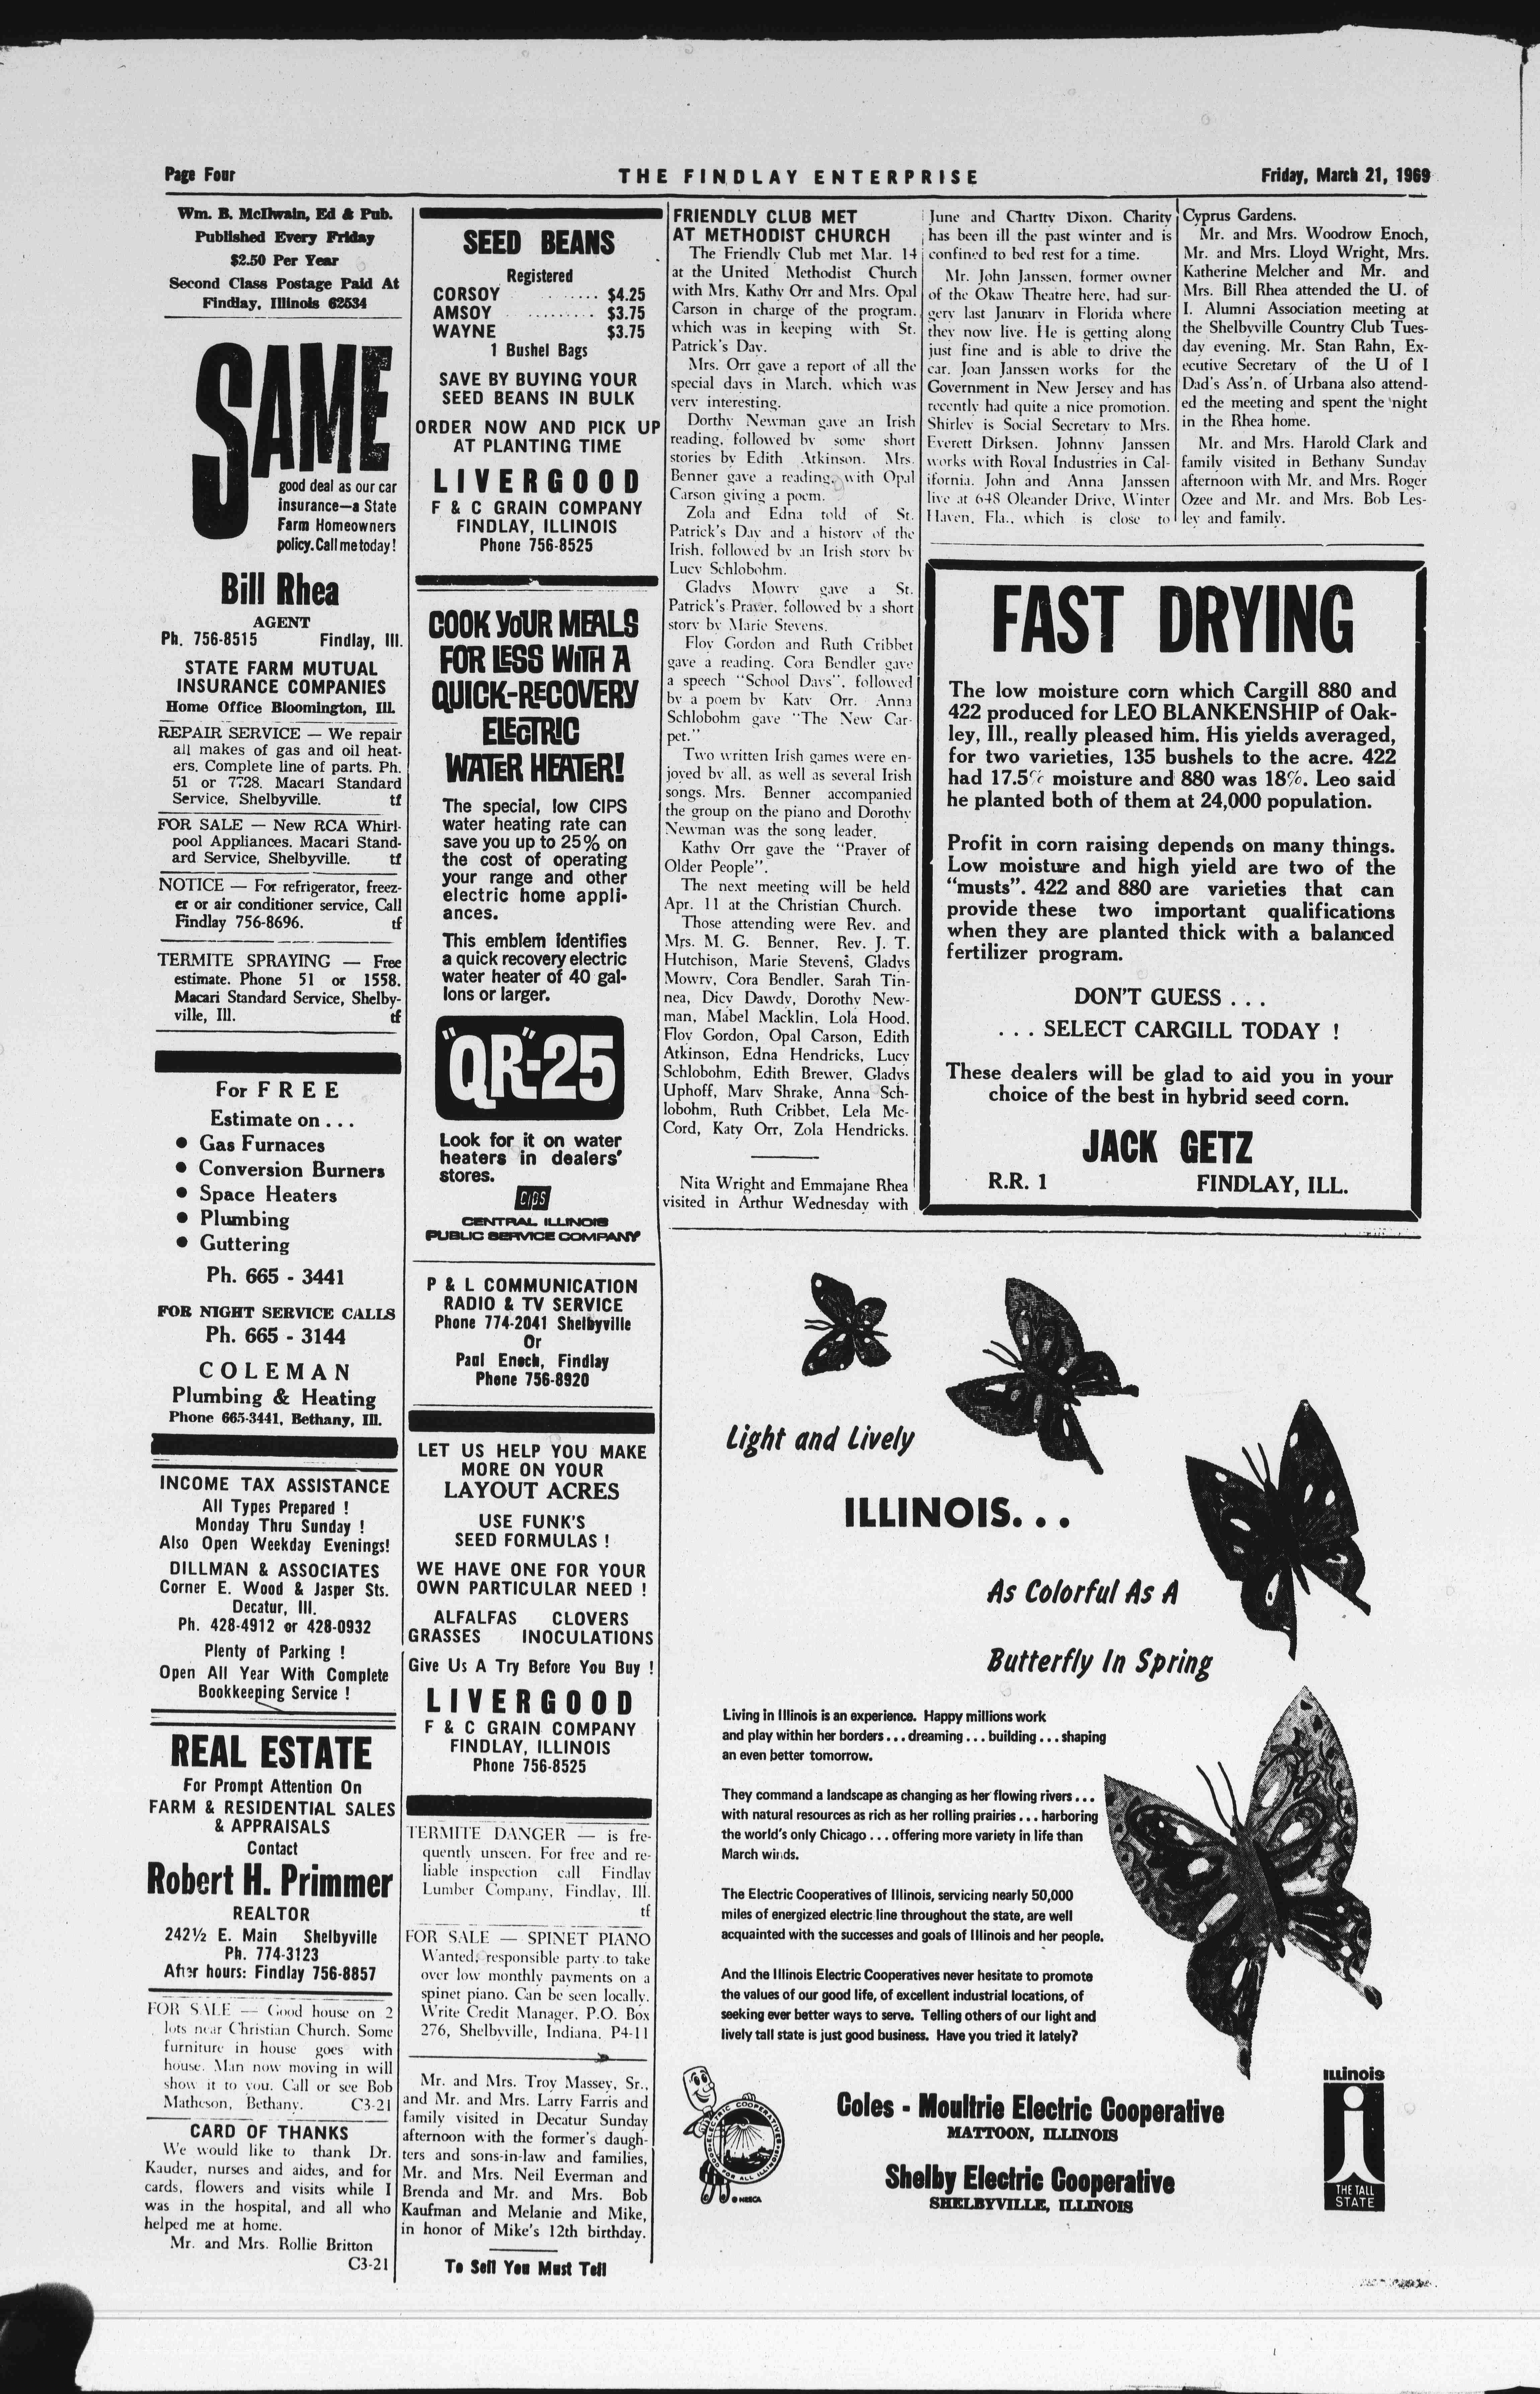 Page Four
THE FINDLAY ENTERPRISE
Friday, March 21, 1969
Wm. B. McIlwain, Ed & Pub.
Published Every Friday
$2.50 Per Year
Second Class Postage Paid At
Findlay, Illinois 62534
SAME
good deal as our car
insurance—a State
Farm Homeowners
policy. Call me today!
Bill Rhea
AGENT
Ph. 756-8515 Findlay, Ill.
STATE FARM MUTUAL
INSURANCE COMPANIES
Home Office Bloomington, Ill.
REPAIR SERVICE — We repair
all makes of gas and oil heat-
ers. Complete line of parts. Ph.
51 or 7728. Macari Standard
Service, Shelbyville. tf
FOR SALE — New RCA Whirl-
pool Appliances. Macari Stand-
ard Service, Shelbyville. tf
NOTICE — For refrigerator, freez-
er or air conditioner service, Call
Findlay 756-8696. tf
TERMITE SPRAYING — Free
estimate. Phone 51 or 1558.
Macari Standard Service, Shelby-
ville, Ill. tf
For FREE
Estimate on . . .
● Gas Furnaces
● Conversion Burners
● Space Heaters
● Plumbing
● Guttering
Ph. 665 - 3441
FOR NIGHT SERVICE CALLS
Ph. 665 - 3144
COLEMAN
Plumbing & Heating
Phone 665-3441, Bethany, Ill.
INCOME TAX ASSISTANCE
All Types Prepared !
Monday Thru Sunday !
Also Open Weekday Evenings!
DILLMAN & ASSOCIATES
Corner E. Wood & Jasper Sts.
Decatur, Ill.
Ph. 428-4912 or 428-0932
Plenty of Parking !
Open All Year With Complete
Bookkeeping Service !
REAL ESTATE
For Prompt Attention On
FARM & RESIDENTIAL SALES
& APPRAISALS
Contact
Robert H. Primmer
REALTOR
242½ E. Main Shelbyville
Ph. 774-3123
After hours: Findlay 756-8857
FOR SALE — Good house on 2
lots near Christian Church. Some
furniture in house goes with
house. Man now moving in will
show it to you. Call or see Bob
Matheson, Bethany. C3-21
CARD OF THANKS
We would like to thank Dr.
Kauder, nurses and aides, and for
cards, flowers and visits while I
was in the hospital, and all who
helped me at home.
Mr. and Mrs. Rollie Britton
C3-21
SEED BEANS
Registered
CORSOY . . . . . . . . . $4.25
AMSOY . . . . . . . . . . $3.75
WAYNE $3.75
1 Bushel Bags
SAVE BY BUYING YOUR
SEED BEANS IN BULK
ORDER NOW AND PICK UP
AT PLANTING TIME
LIVERGOOD
F & C GRAIN COMPANY
FINDLAY, ILLINOIS
Phone 756-8525
COOK YOUR MEALS
FOR LESS WITH A
QUICK-RECOVERY
ELECTRIC
WATER HEATER!
The special, low CIPS
water heating rate can
save you up to 25% on
the cost of operating
your range and other
electric home appli-
ances.
This emblem identifies
a quick recovery electric
water heater of 40 gal-
lons or larger.
"QR"-25
Look for it on water
heaters in dealers'
stores.
CIPS
CENTRAL ILLINOIS
PUBLIC SERVICE COMPANY
P & L COMMUNICATION
RADIO & TV SERVICE
Phone 774-2041 Shelbyville
Or
Paul Enoch, Findlay
Phone 756-8920
LET US HELP YOU MAKE
MORE ON YOUR
LAYOUT ACRES
USE FUNK'S
SEED FORMULAS !
WE HAVE ONE FOR YOUR
OWN PARTICULAR NEED !
ALFALFAS CLOVERS
GRASSES INOCULATIONS
Give Us A Try Before You Buy !
LIVERGOOD
F & C GRAIN COMPANY
FINDLAY, ILLINOIS
Phone 756-8525
TERMITE DANGER — is fre-
quently unseen. For free and re-
liable inspection call Findlay
Lumber Company, Findlay, Ill.
tf
FOR SALE — SPINET PIANO
Wanted, responsible party to take
over low monthly payments on a
spinet piano. Can be seen locally.
Write Credit Manager, P.O. Box
276, Shelbyville, Indiana. P4-11
Mr. and Mrs. Troy Massey, Sr.,
and Mr. and Mrs. Larry Farris and
family visited in Decatur Sunday
afternoon with the former's daugh-
ters and sons-in-law and families,
Mr. and Mrs. Neil Everman and
Brenda and Mr. and Mrs. Bob
Kaufman and Melanie and Mike,
in honor of Mike's 12th birthday.
To Sell You Must Tell
FRIENDLY CLUB MET
AT METHODIST CHURCH
The Friendly Club met Mar. 14
at the United Methodist Church
with Mrs. Kathy Orr and Mrs. Opal
Carson in charge of the program,
which was in keeping with St.
Patrick's Day.
Mrs. Orr gave a report of all the
special days in March, which was
very interesting.
Dorthy Newman gave an Irish
reading, followed by some short
stories by Edith Atkinson. Mrs.
Benner gave a reading, with Opal
Carson giving a poem.
Zola and Edna told of St.
Patrick's Day and a history of the
Irish, followed by an Irish story by
Lucy Schlobohm.
Gladys Mowry gave a St.
Patrick's Prayer, followed by a short
story by Marie Stevens.
Floy Gordon and Ruth Cribbet
gave a reading. Cora Bendler gave
a speech "School Days", followed
by a poem by Katy Orr. Anna
Schlobohm gave "The New Car-
pet."
Two written Irish games were en-
joyed by all, as well as several Irish
songs. Mrs. Benner accompanied
the group on the piano and Dorothy
Newman was the song leader.
Kathy Orr gave the "Prayer of
Older People".
The next meeting will be held
Apr. 11 at the Christian Church.
Those attending were Rev. and
Mrs. M. G. Benner, Rev. J. T.
Hutchison, Marie Stevens, Gladys
Mowry, Cora Bendler, Sarah Tin-
nea, Dicy Dawdy, Dorothy New-
man, Mabel Macklin, Lola Hood,
Floy Gordon, Opal Carson, Edith
Atkinson, Edna Hendricks, Lucy
Schlobohm, Edith Brewer, Gladys
Uphoff, Mary Shrake, Anna Sch-
lobohm, Ruth Cribbet, Lela Mc-
Cord, Katy Orr, Zola Hendricks.
Nita Wright and Emmajane Rhea
visited in Arthur Wednesday with
June and Charity Dixon. Charity
has been ill the past winter and is
confined to bed rest for a time.
Mr. John Janssen, former owner
of the Okaw Theatre here, had sur-
gery last January in Florida where
they now live. He is getting along
just fine and is able to drive the
car. Joan Janssen works for the
Government in New Jersey and has
recently had quite a nice promotion.
Shirley is Social Secretary to Mrs.
Everett Dirksen. Johnny Janssen
works with Royal Industries in Cal-
ifornia. John and Anna Janssen
live at 648 Oleander Drive, Winter
Haven, Fla., which is close to
Cyprus Gardens.
Mr. and Mrs. Woodrow Enoch,
Mr. and Mrs. Lloyd Wright, Mrs.
Katherine Melcher and Mr. and
Mrs. Bill Rhea attended the U. of
I. Alumni Association meeting at
the Shelbyville Country Club Tues-
day evening. Mr. Stan Rahn, Ex-
ecutive Secretary of the U of I
Dad's Ass'n. of Urbana also attend-
ed the meeting and spent the night
in the Rhea home.
Mr. and Mrs. Harold Clark and
family visited in Bethany Sunday
afternoon with Mr. and Mrs. Roger
Ozee and Mr. and Mrs. Bob Les-
ley and family.
FAST DRYING
The low moisture corn which Cargill 880 and
422 produced for LEO BLANKENSHIP of Oak-
ley, Ill., really pleased him. His yields averaged,
for two varieties, 135 bushels to the acre. 422
had 17.5% moisture and 880 was 18%. Leo said
he planted both of them at 24,000 population.
Profit in corn raising depends on many things.
Low moisture and high yield are two of the
"musts". 422 and 880 are varieties that can
provide these two important qualifications
when they are planted thick with a balanced
fertilizer program.
DON'T GUESS . . .
. . . SELECT CARGILL TODAY !
These dealers will be glad to aid you in your
choice of the best in hybrid seed corn.
JACK GETZ
R.R. 1 FINDLAY, ILL.
Light and Lively
ILLINOIS. . .
As Colorful As A
Butterfly In Spring
Living in Illinois is an experience. Happy millions work
and play within her borders . . . dreaming . . . building . . . shaping
an even better tomorrow.
They command a landscape as changing as her flowing rivers . . .
with natural resources as rich as her rolling prairies . . . harboring
the world's only Chicago . . . offering more variety in life than
March winds.
The Electric Cooperatives of Illinois, servicing nearly 50,000
miles of energized electric line throughout the state, are well
acquainted with the successes and goals of Illinois and her people.
And the Illinois Electric Cooperatives never hesitate to promote
the values of our good life, of excellent industrial locations, of
seeking ever better ways to serve. Telling others of our light and
lively tall state is just good business. Have you tried it lately?
ELECTRIC COOPERATIVES
GOOD FOR ALL ILLINOIS
© NRECA
Coles - Moultrie Electric Cooperative
MATTOON, ILLINOIS
Shelby Electric Cooperative
SHELBYVILLE, ILLINOIS
ILLINOIS
i
THE TALL
STATE